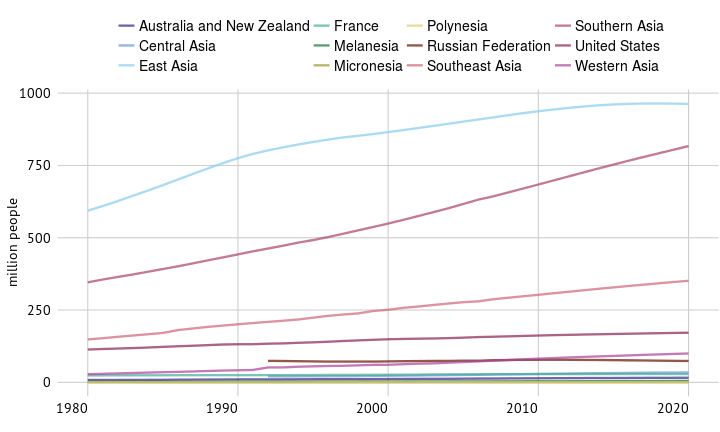 Australia and New Zealand France Polynesia Southern Asia
Central Asia Melanesia Russian Federation United States
East Asia Micronesia Southeast Asia Western Asia
1000
750
500
250
0
million people
1980 1990 2000 2010 2020